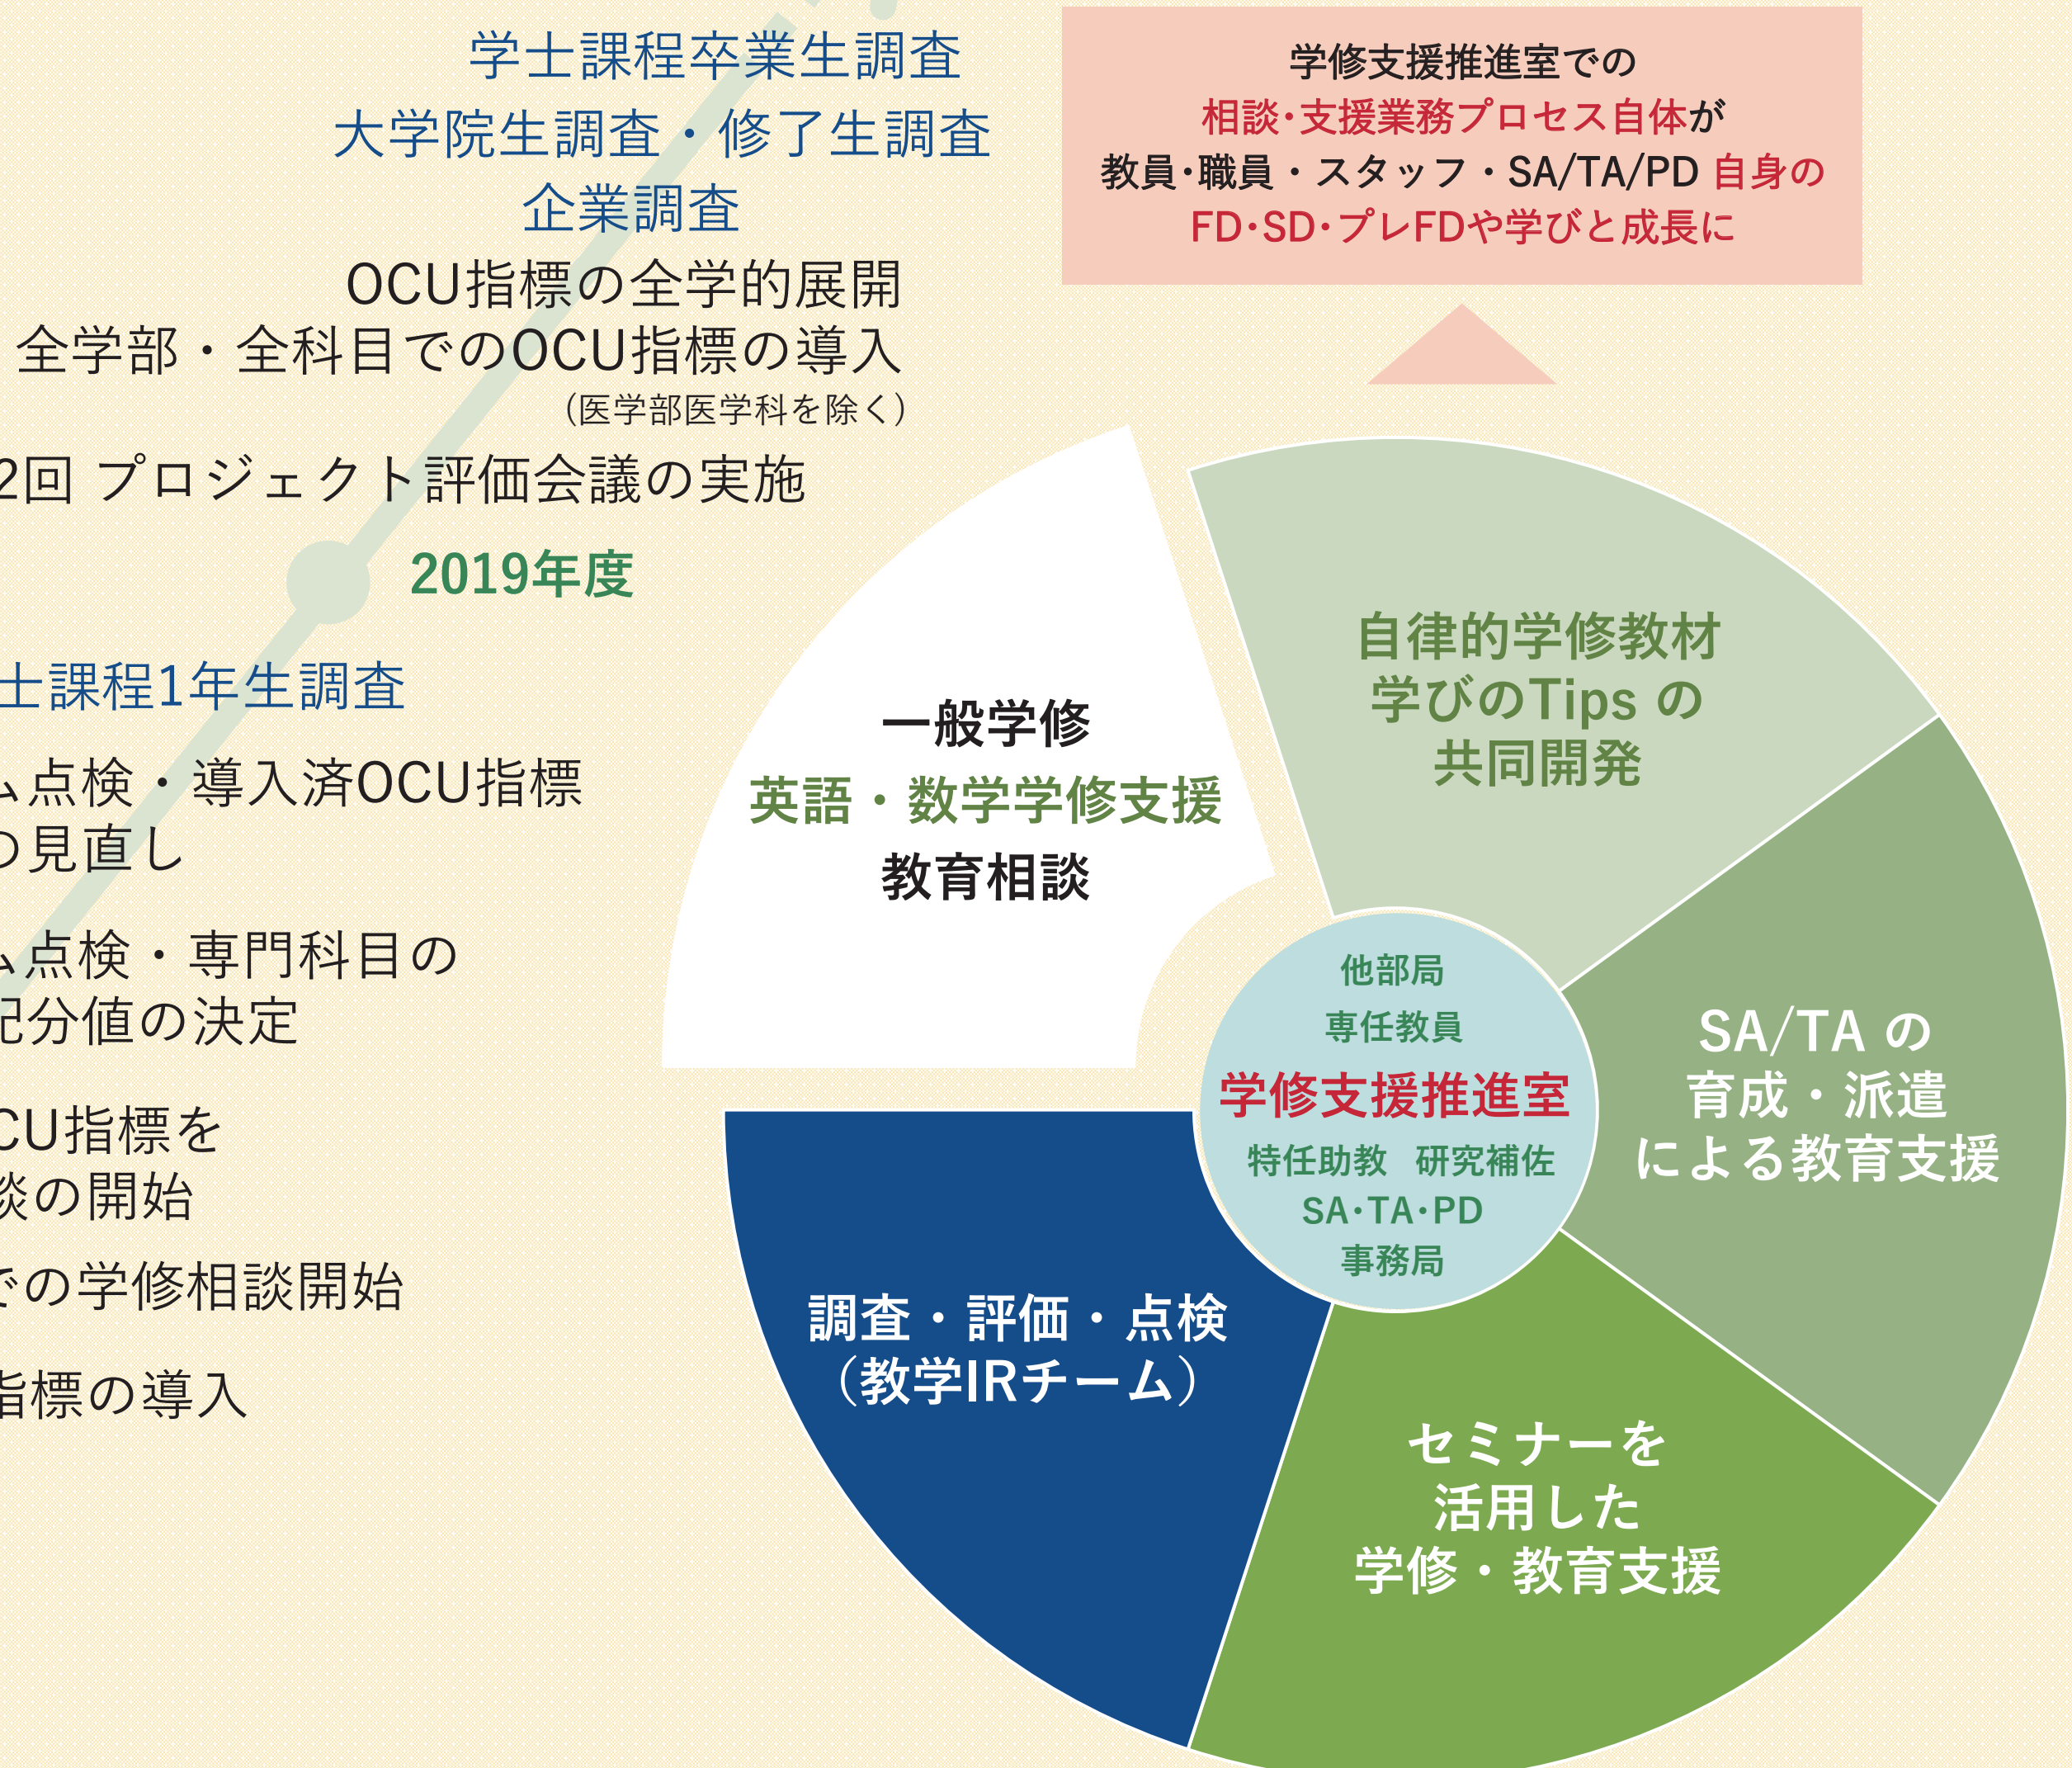 学士課程卒業生調査
大学院生調査・修了生調査
企業調査
OCU指標の全学的展開
全学部・全科目でのOCU指標の導入
（医学部医学科を除く）
2回 プロジェクト評価会議の実施
2019年度
士課程1年生調査
ム点検・導入済OCU指標
の見直し
ム点検・専門科目の
配分値の決定
CU指標を
談の開始
での学修相談開始
指標の導入
学修支援推進室での
相談・支援業務プロセス自体が
教員・職員・スタッフ・SA/TA/PD 自身の
FD・SD・プレFDや学びと成長に
一般学修
英語・数学学修支援
教育相談
自律的学修教材
学びのTips の
共同開発
SA/TA の
育成・派遣
による教育支援
セミナーを
活用した
学修・教育支援
調査・評価・点検
（教学IRチーム）
他部局
専任教員
学修支援推進室
特任助教 研究補佐
SA・TA・PD
事務局